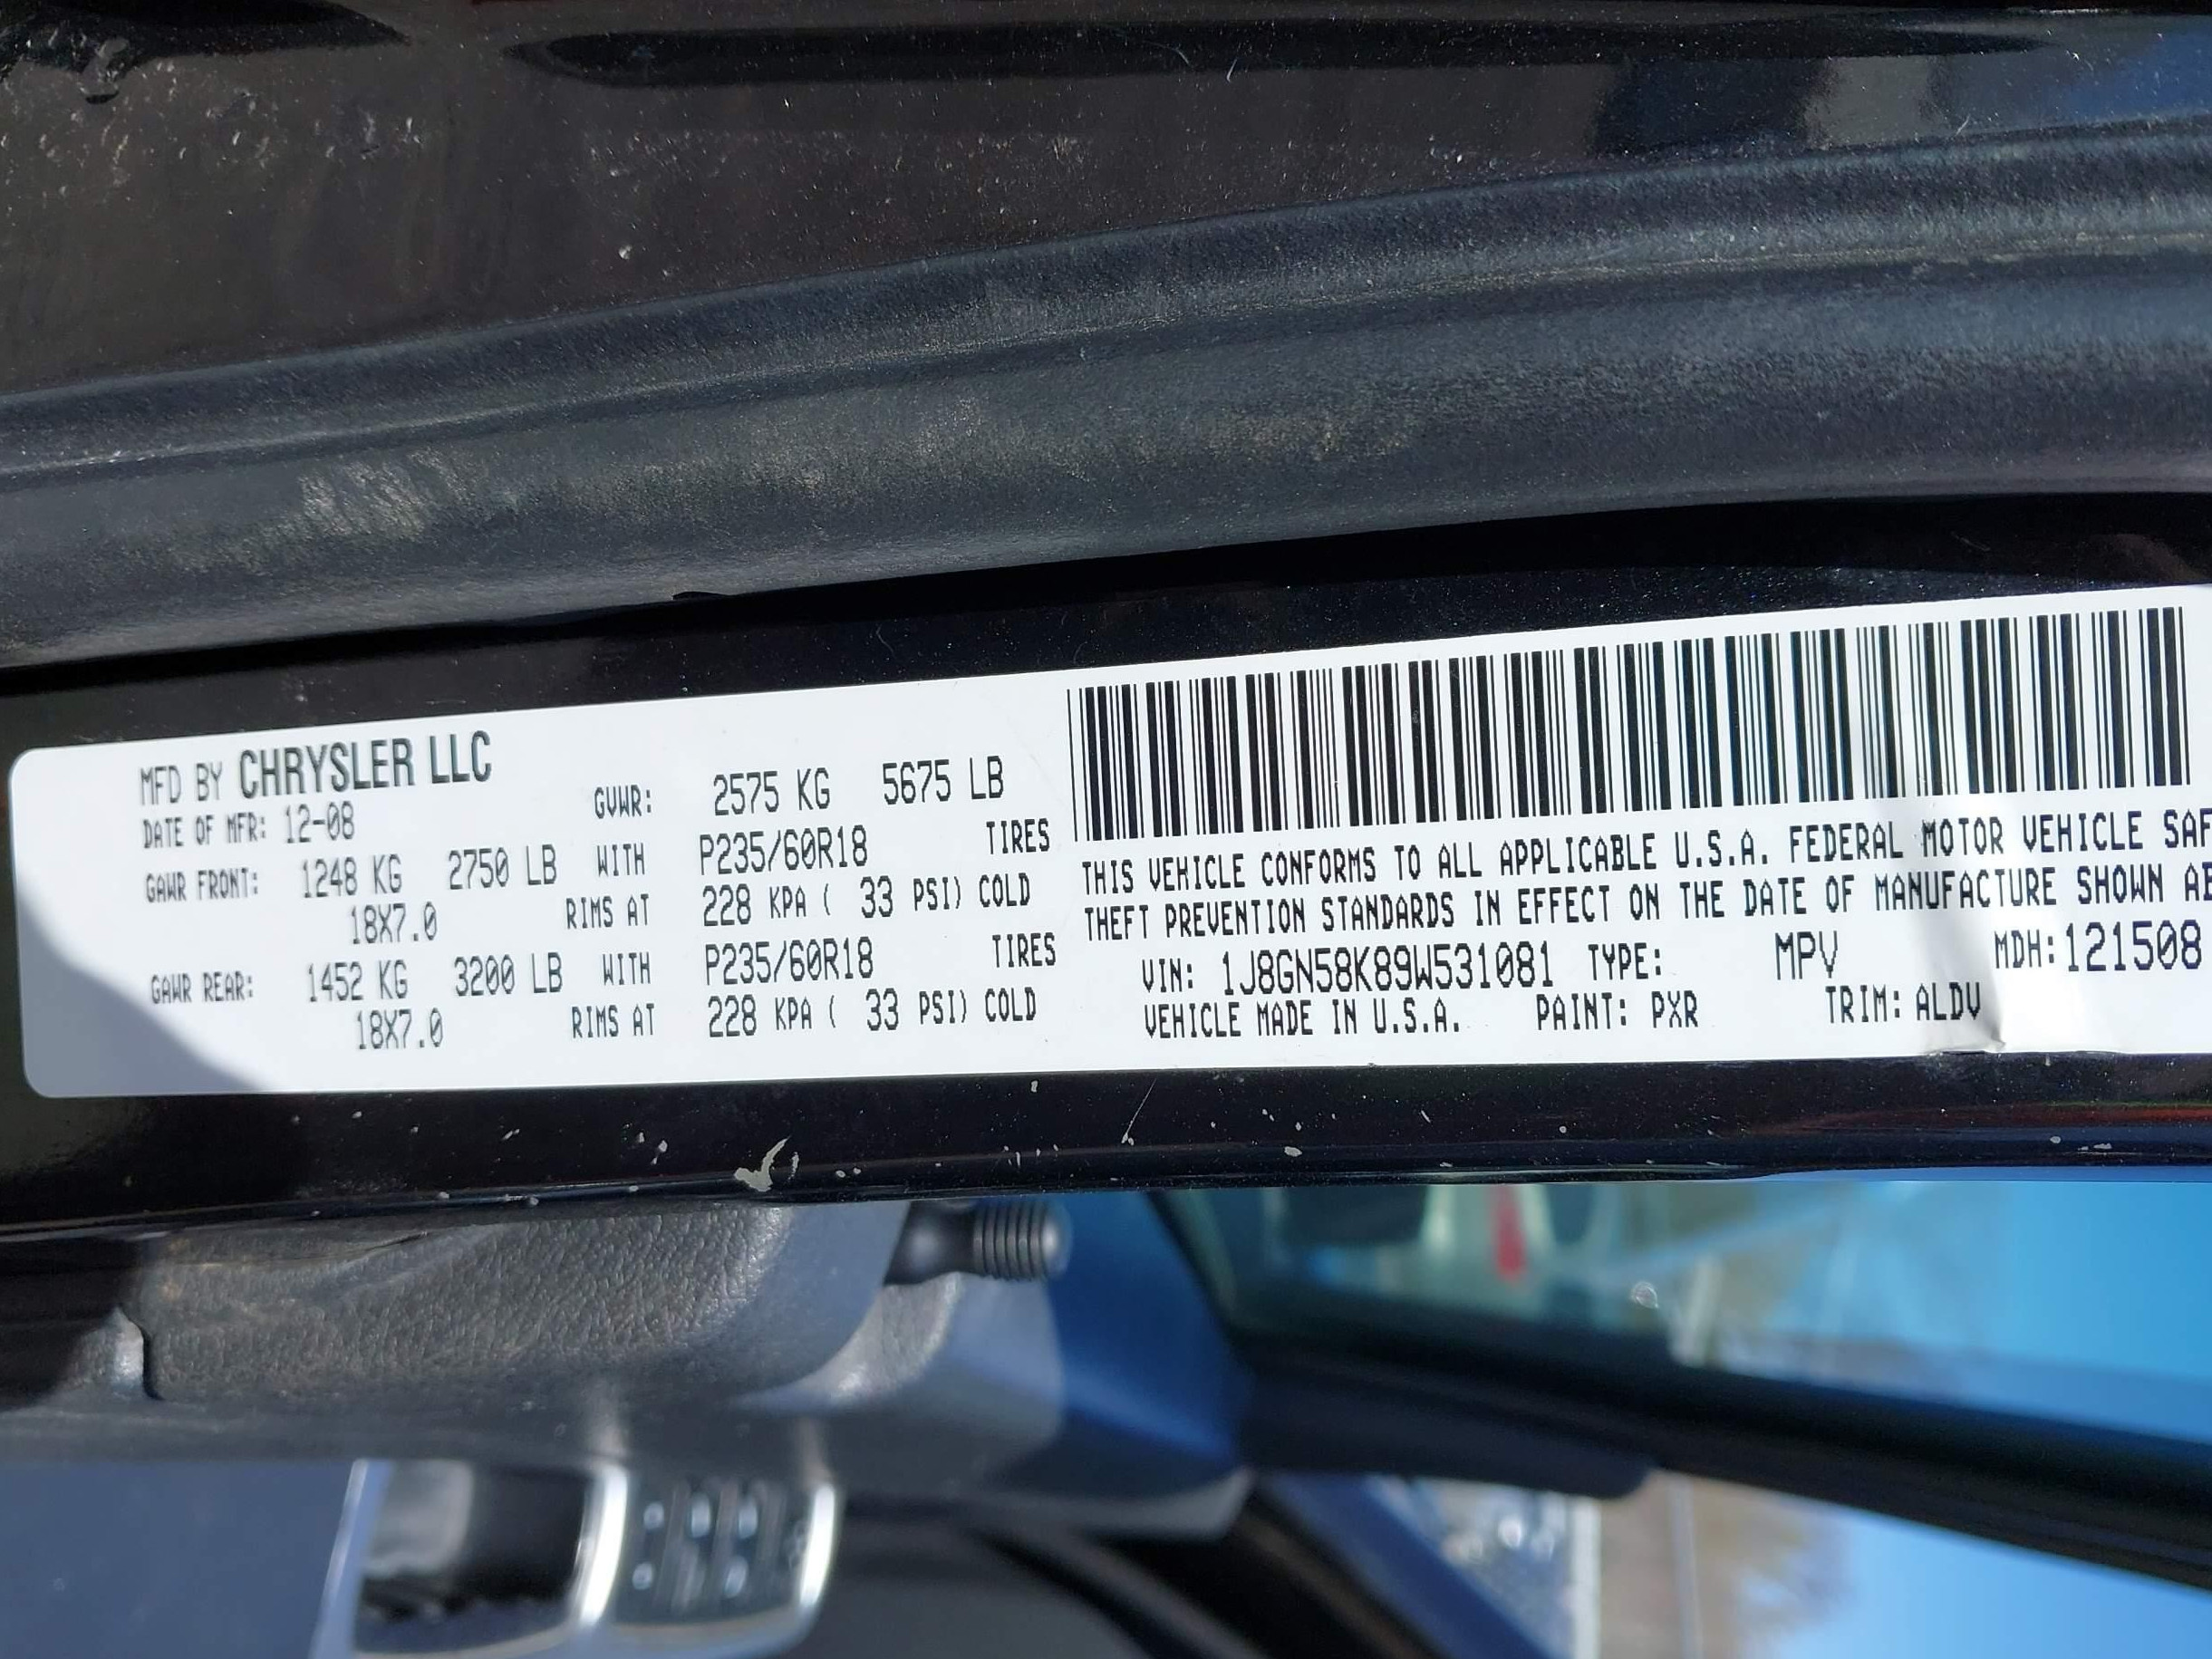 MFD BY CHRYSLER LLC
DATE OF MFR: 12-08
GVWR: 2575 KG 5675 LB
GAWR FRONT: 1248 KG 2750 LB WITH P235/60R18 TIRES
18X7.0 RIMS AT 228 KPA ( 33 PSI) COLD
GAWR REAR: 1452 KG 3200 LB WITH P235/60R18 TIRES
18X7.0 RIMS AT 228 KPA ( 33 PSI) COLD
THIS VEHICLE CONFORMS TO ALL APPLICABLE U.S.A. FEDERAL MOTOR VEHICLE SAF
THEFT PREVENTION STANDARDS IN EFFECT ON THE DATE OF MANUFACTURE SHOWN AB
VIN: 1J8GN58K89W531081 TYPE: MPV MDH: 121508
VEHICLE MADE IN U.S.A. PAINT: PXR TRIM: ALDV